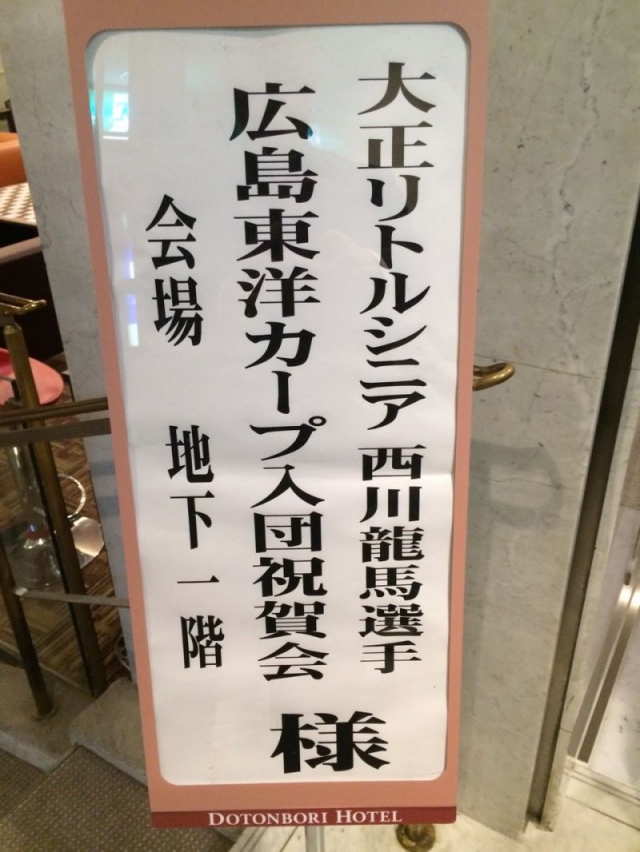 大正リトルシニア 西川龍馬選手
広島東洋カープ入団祝賀会
様
会場 地下一階
DOTONBORI HOTEL